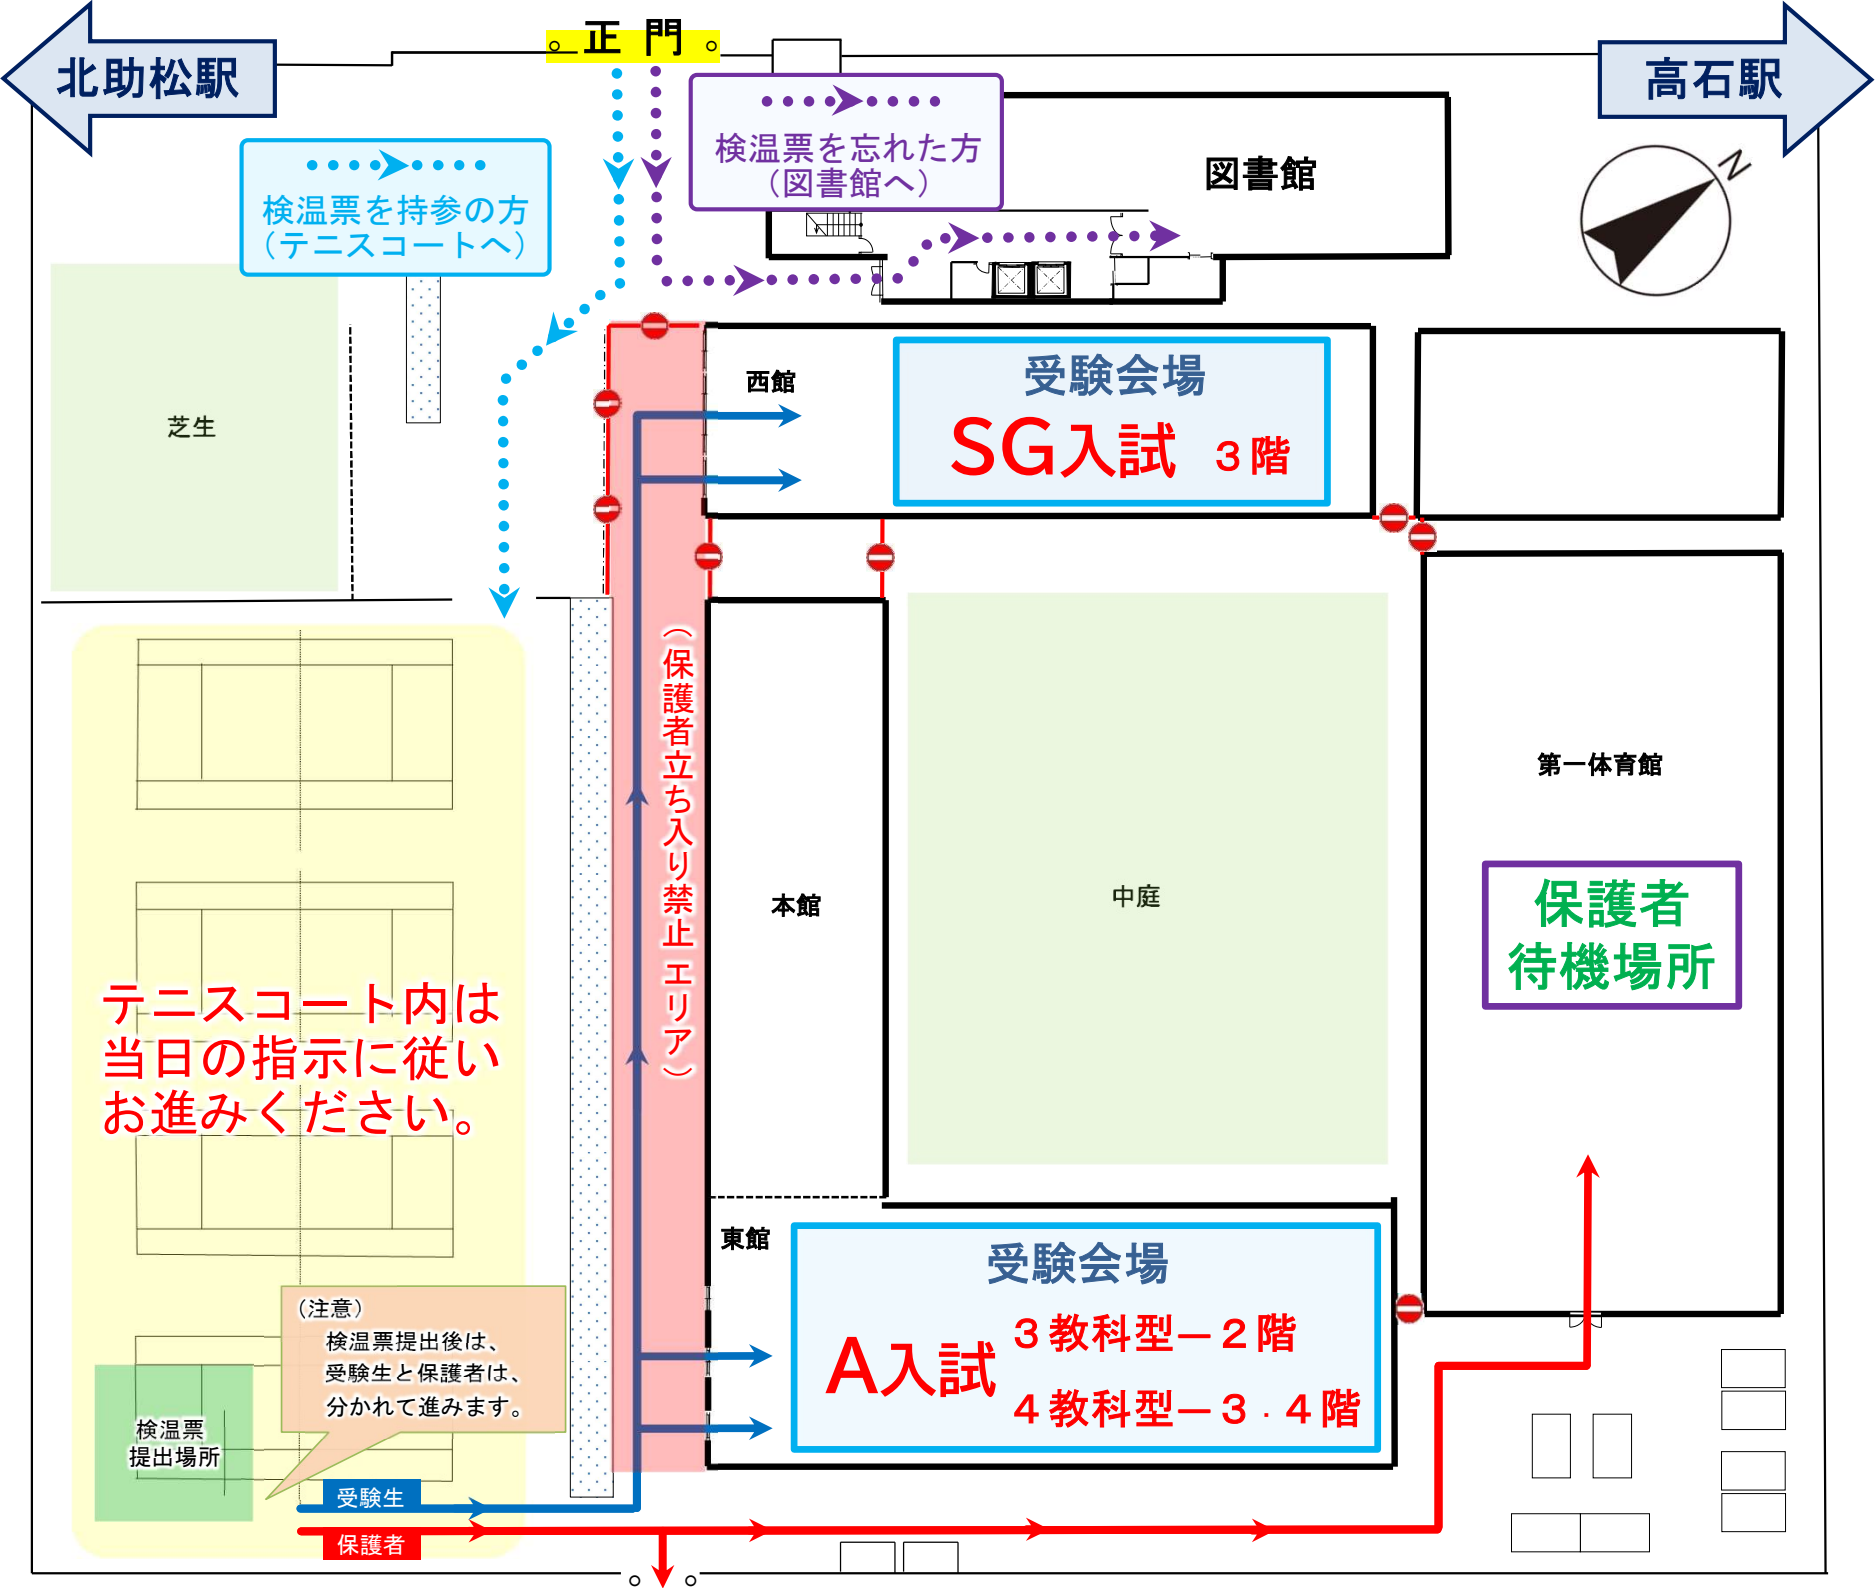 正 門
北助松駅
高石駅
検温票を忘れた方
（図書館へ）
検温票を持参の方
（テニスコートへ）
図書館
N
西館
受験会場
SG入試 ３階
芝生
（保護者立ち入り禁止エリア）
第一体育館
本館
中庭
保護者
待機場所
テニスコート内は
当日の指示に従い
お進みください。
東館
受験会場
A入試
３教科型－２階
４教科型－３．４階
（注意）
検温票提出後は、
受験生と保護者は、
分かれて進みます。
検温票
提出場所
受験生
保護者